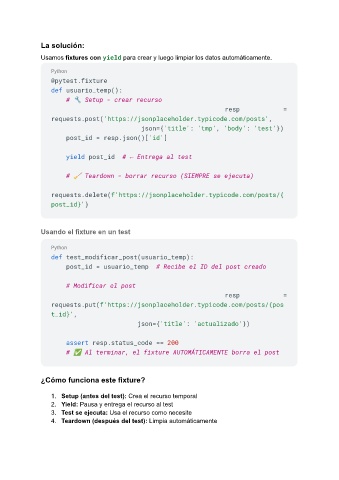 La solución:
Usamos fixtures con yield para crear y luego limpiar los datos automáticamente.
Python
@pytest.fixture
def usuario_temp():
# 🔧 Setup - crear recurso
resp =
requests.post('https://jsonplaceholder.typicode.com/posts',
json={'title': 'tmp', 'body': 'test'})
post_id = resp.json()['id']
yield post_id # ← Entrega al test
# 🧹 Teardown - borrar recurso (SIEMPRE se ejecuta)
requests.delete(f'https://jsonplaceholder.typicode.com/posts/{
post_id}')
Usando el fixture en un test
Python
def test_modificar_post(usuario_temp):
post_id = usuario_temp # Recibe el ID del post creado
# Modificar el post
resp =
requests.put(f'https://jsonplaceholder.typicode.com/posts/{pos
t_id}',
json={'title': 'actualizado'})
assert resp.status_code == 200
# ✅ Al terminar, el fixture AUTOMÁTICAMENTE borra el post
¿Cómo funciona este fixture?
1. Setup (antes del test): Crea el recurso temporal
2. Yield: Pausa y entrega el recurso al test
3. Test se ejecuta: Usa el recurso como necesite
4. Teardown (después del test): Limpia automáticamente